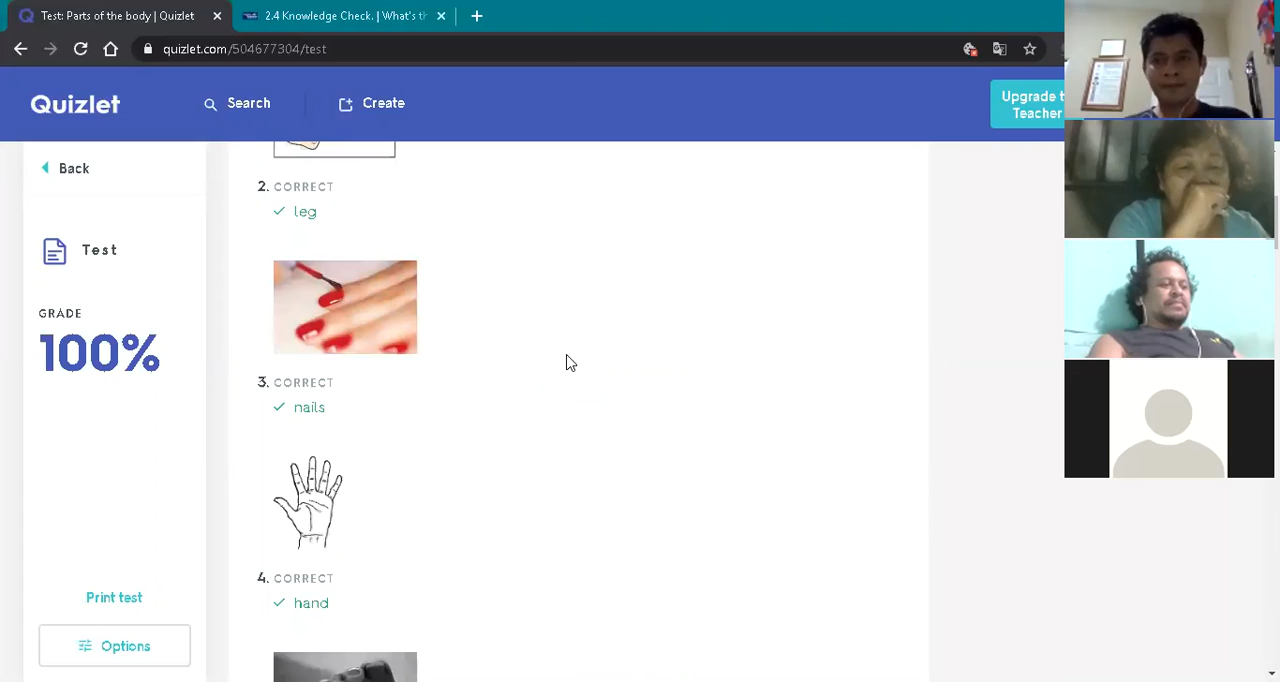 Test: Parts of the body | Quizlet
2.4 Knowledge Check. | What's th
quizlet.com/504677304/test
Quizlet
Search
Create
Upgrade t
Teacher
Back
Test
GRADE
100%
Print test
Options
2. CORRECT
leg
3. CORRECT
nails
4. CORRECT
hand